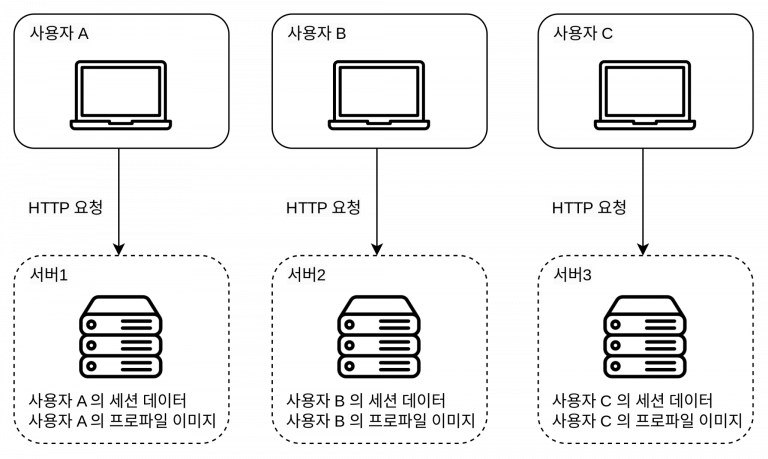 사용자 A
사용자 B
사용자 C
HTTP 요청
HTTP 요청
HTTP 요청
서버1
서버2
서버3
사용자 A 의 세션 데이터
사용자 A 의 프로파일 이미지
사용자 B 의 세션 데이터
사용자 B 의 프로파일 이미지
사용자 C 의 세션 데이터
사용자 C 의 프로파일 이미지